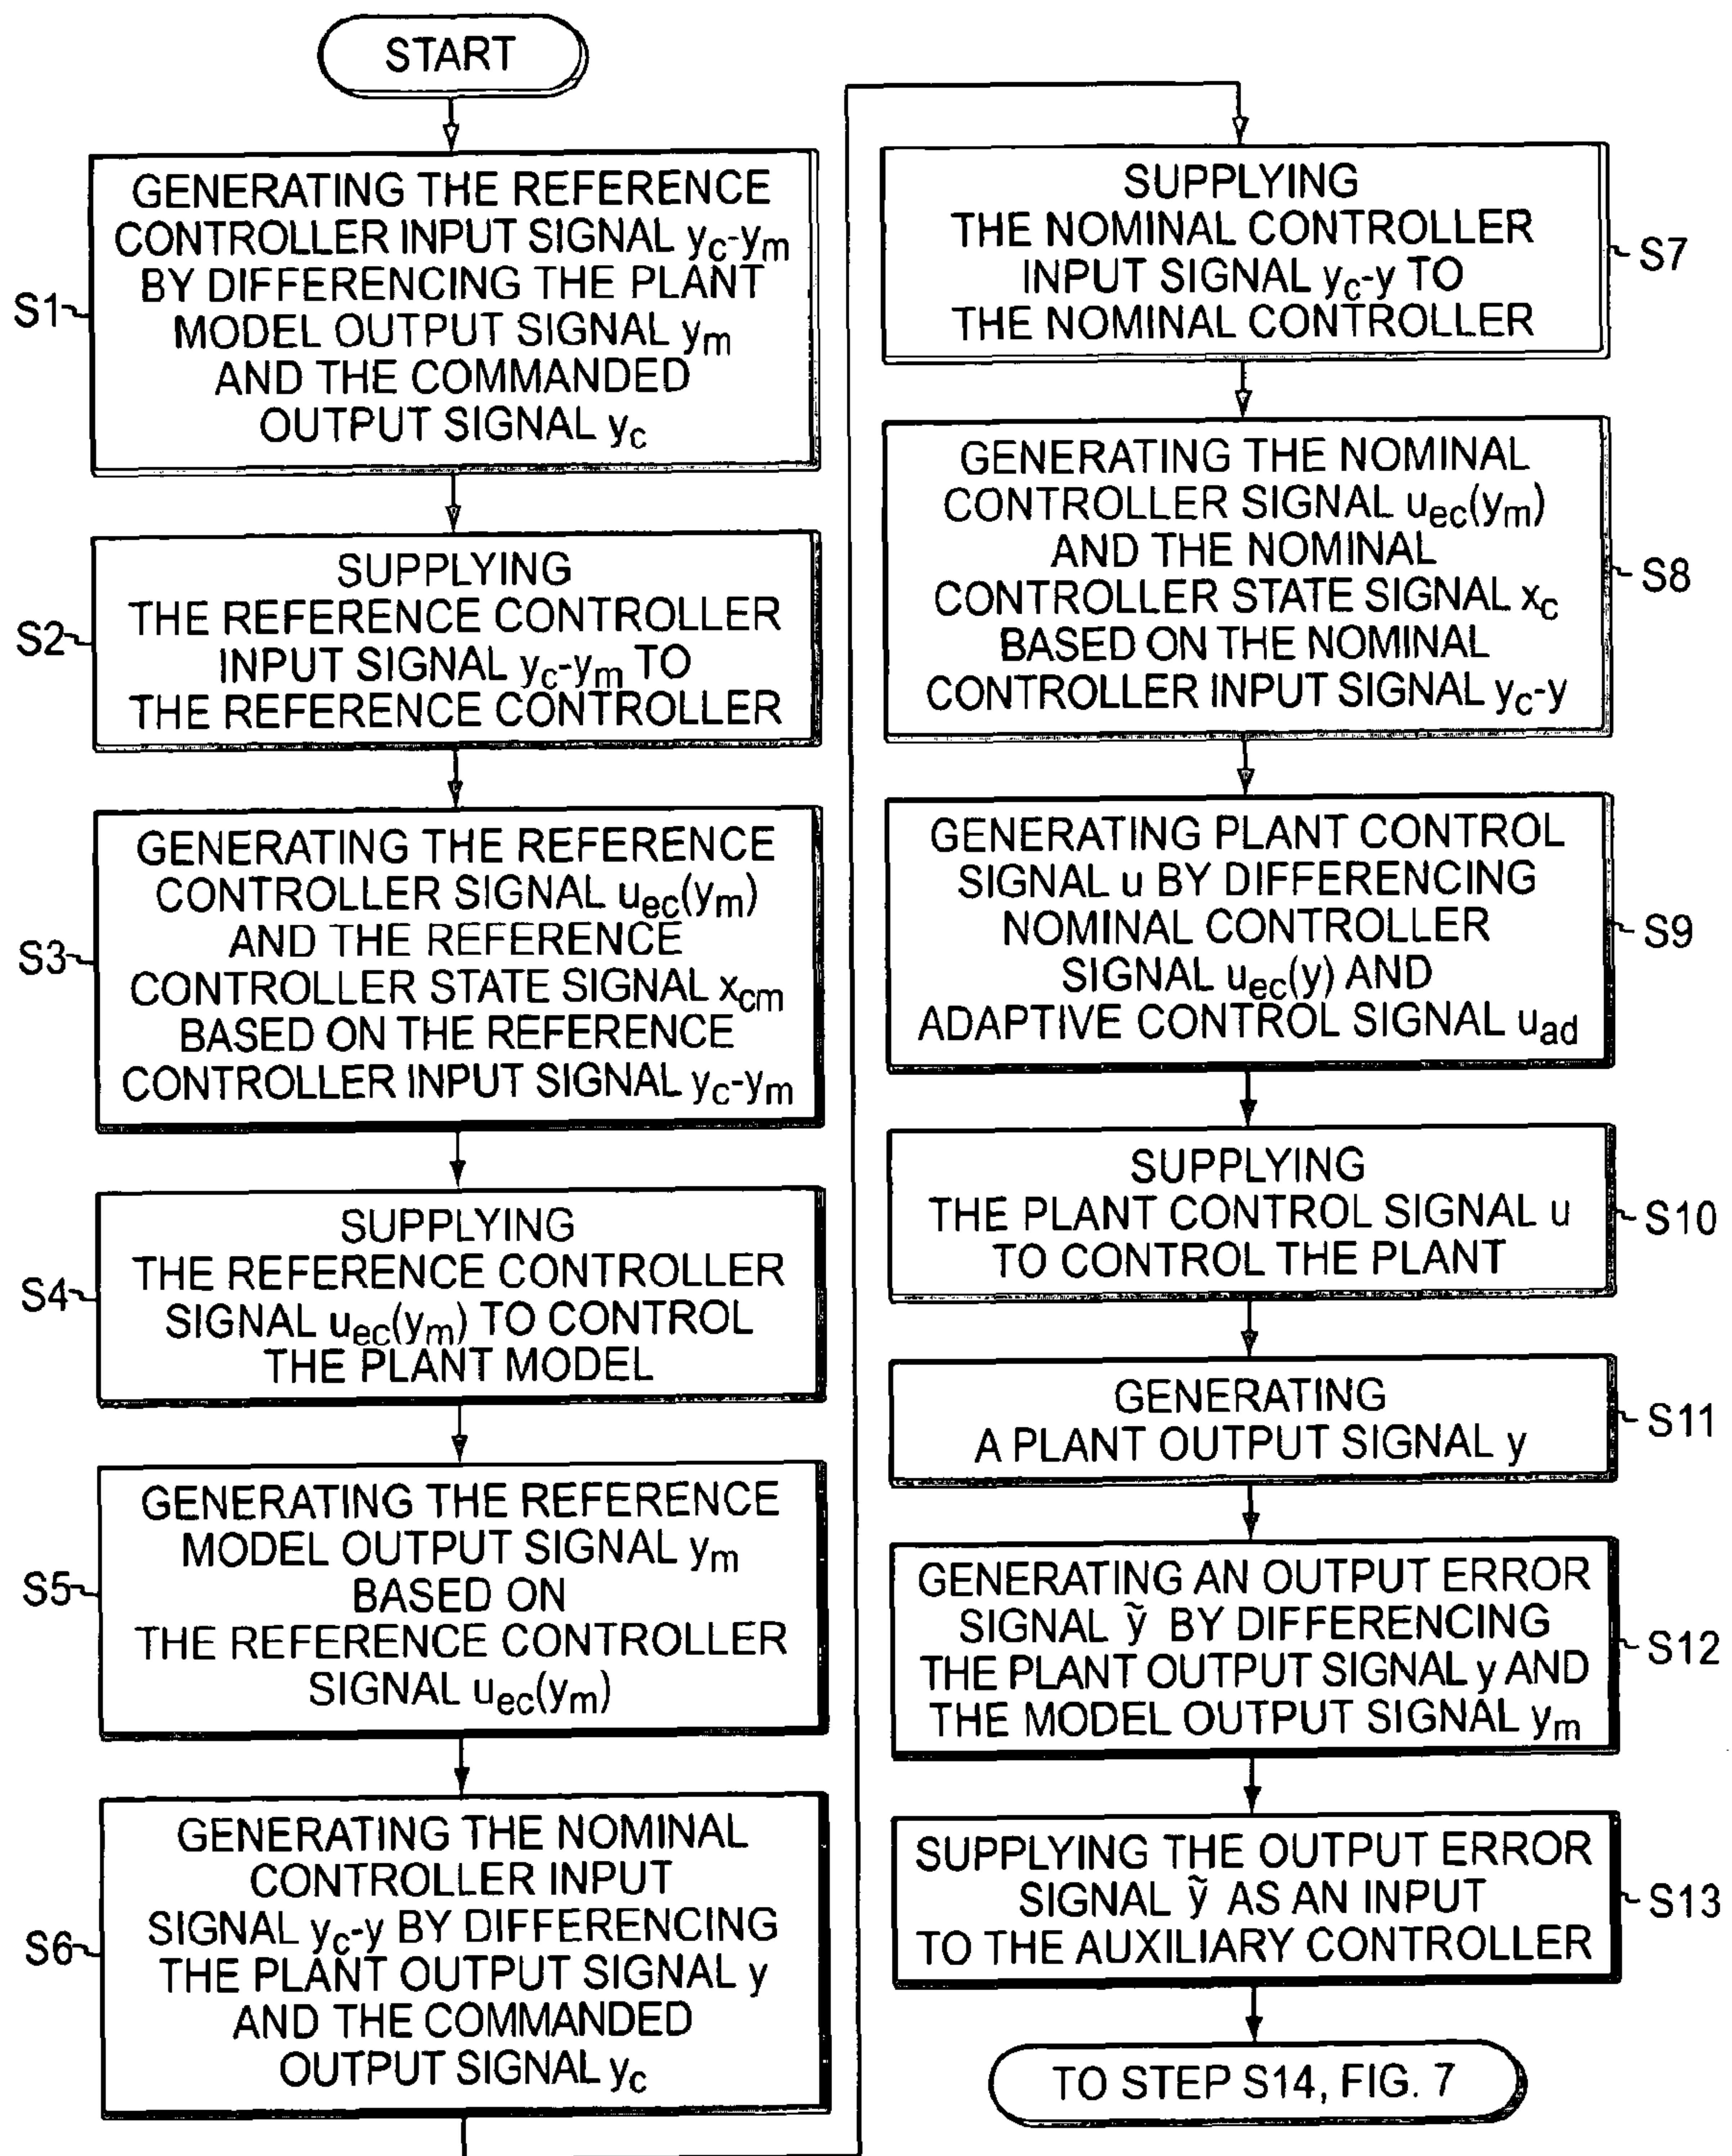 START
S1
GENERATING THE REFERENCE
CONTROLLER INPUT SIGNAL yc-ym
BY DIFFERENCING THE PLANT
MODEL OUTPUT SIGNAL ym
AND THE COMMANDED
OUTPUT SIGNAL yc
S2
SUPPLYING
THE REFERENCE CONTROLLER
INPUT SIGNAL yc-ym TO
THE REFERENCE CONTROLLER
S3
GENERATING THE REFERENCE
CONTROLLER SIGNAL uec(ym)
AND THE REFERENCE
CONTROLLER STATE SIGNAL xcm
BASED ON THE REFERENCE
CONTROLLER INPUT SIGNAL yc-ym
S4
SUPPLYING
THE REFERENCE CONTROLLER
SIGNAL uec(ym) TO CONTROL
THE PLANT MODEL
S5
GENERATING THE REFERENCE
MODEL OUTPUT SIGNAL ym
BASED ON
THE REFERENCE CONTROLLER
SIGNAL uec(ym)
S6
GENERATING THE NOMINAL
CONTROLLER INPUT
SIGNAL yc-y BY DIFFERENCING
THE PLANT OUTPUT SIGNAL y
AND THE COMMANDED
OUTPUT SIGNAL yc
SUPPLYING
THE NOMINAL CONTROLLER
INPUT SIGNAL yc-y TO
THE NOMINAL CONTROLLER
S7
GENERATING THE NOMINAL
CONTROLLER SIGNAL uec(ym)
AND THE NOMINAL
CONTROLLER STATE SIGNAL xc
BASED ON THE NOMINAL
CONTROLLER INPUT SIGNAL yc-y
S8
GENERATING PLANT CONTROL
SIGNAL u BY DIFFERENCING
NOMINAL CONTROLLER
SIGNAL uec(y) AND
ADAPTIVE CONTROL SIGNAL uad
S9
SUPPLYING
THE PLANT CONTROL SIGNAL u
TO CONTROL THE PLANT
S10
GENERATING
A PLANT OUTPUT SIGNAL y
S11
GENERATING AN OUTPUT ERROR
SIGNAL ỹ BY DIFFERENCING
THE PLANT OUTPUT SIGNAL y AND
THE MODEL OUTPUT SIGNAL ym
S12
SUPPLYING THE OUTPUT ERROR
SIGNAL ỹ AS AN INPUT
TO THE AUXILIARY CONTROLLER
S13
TO STEP S14, FIG. 7